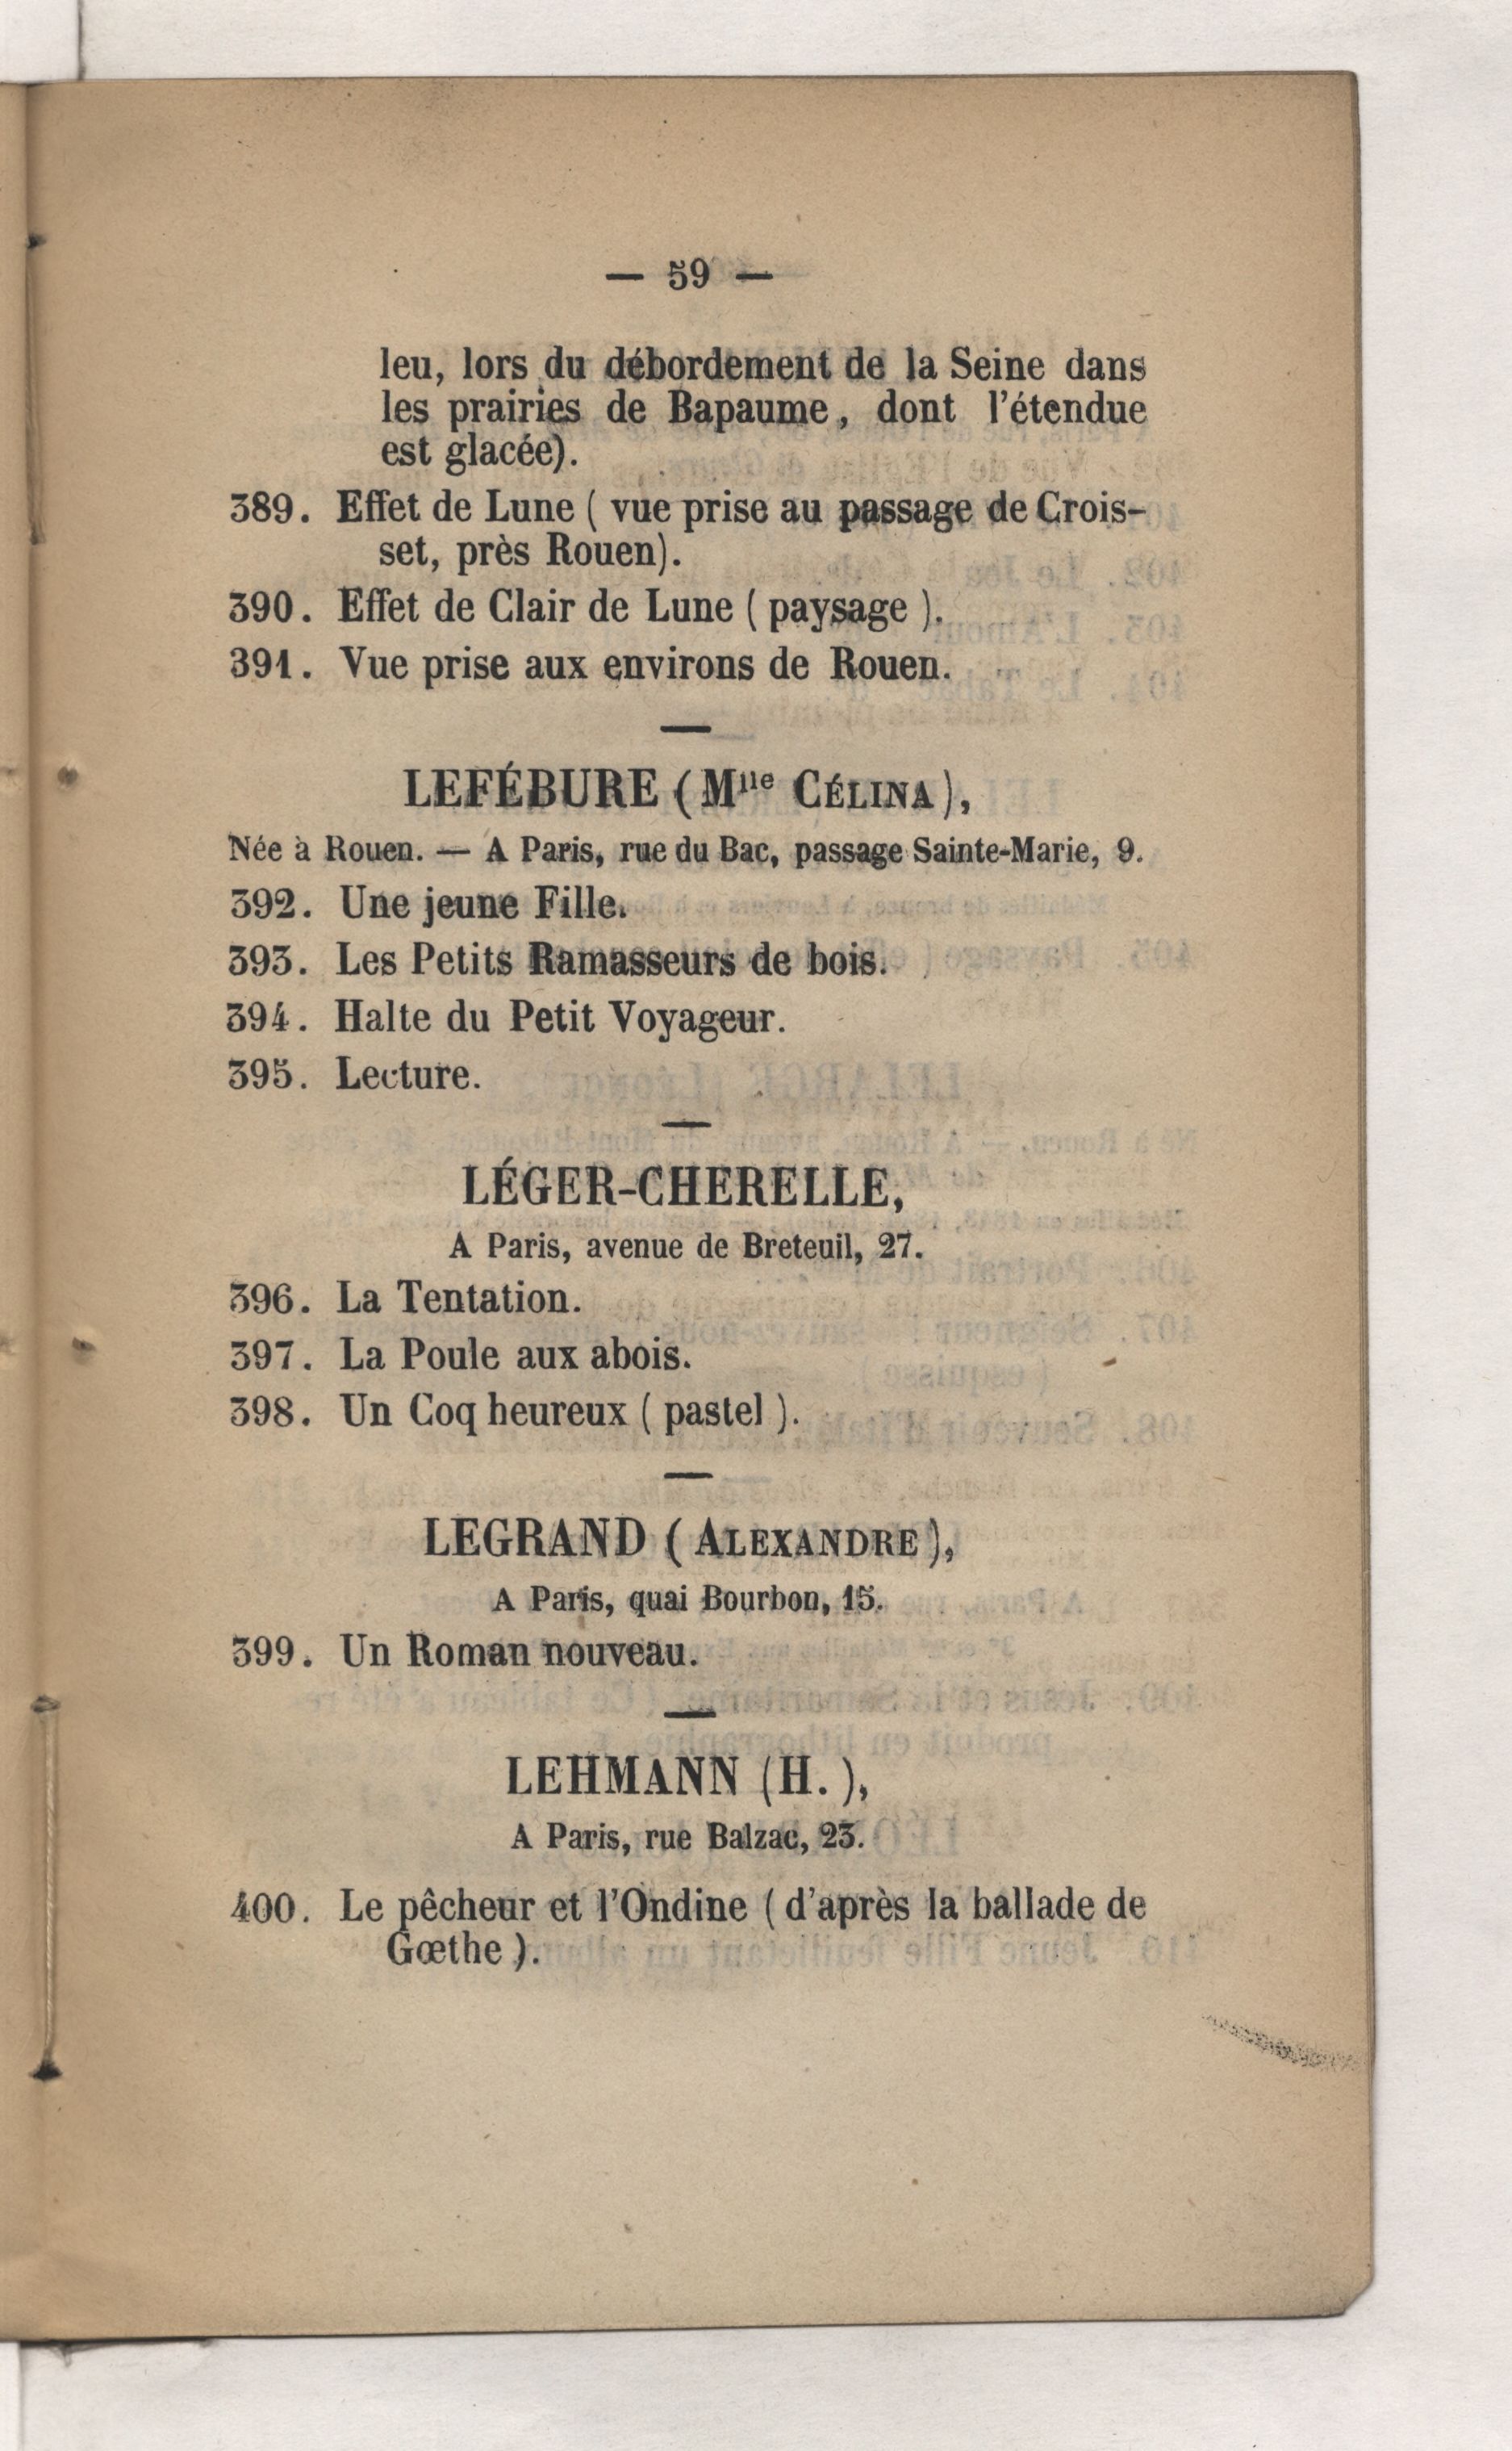 — 59 —
leu, lors du débordement de la Seine dans
les prairies de Bapaume, dont l'étendue
est glacée).
389. Effet de Lune ( vue prise au passage de Crois-
set, près Rouen).
390. Effet de Clair de Lune ( paysage ).
391. Vue prise aux environs de Rouen.
LEFÉBURE (Mlle CÉLINA),
Née à Rouen. — A Paris, rue du Bac, passage Sainte-Marie, 9.
392. Une jeune Fille.
393. Les Petits Ramasseurs de bois.
394. Halte du Petit Voyageur.
395. Lecture.
LÉGER-CHERELLE,
A Paris, avenue de Breteuil, 27.
396. La Tentation.
397. La Poule aux abois.
398. Un Coq heureux ( pastel ).
LEGRAND ( ALEXANDRE ),
A Paris, quai Bourbon, 15.
399. Un Roman nouveau.
LEHMANN (H. ),
A Paris, rue Balzac, 23.
400. Le pêcheur et l'Ondine ( d'après la ballade de
Gœthe ).